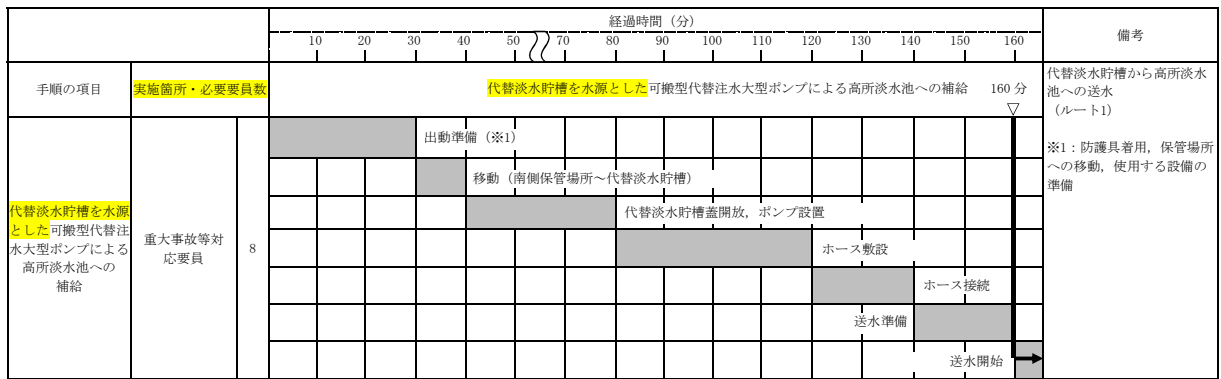 経過時間（分）
備考
10 20 30 40 50 70 80 90 100 110 120 130 140 150 160
手順の項目
実施箇所・必要要員数
代替淡水貯槽を水源とした可搬型代替注水大型ポンプによる高所淡水池への補給
160 分
▽
代替淡水貯槽から高所淡水
池への送水
（ルート1）
※1：防護具着用，保管場所
への移動，使用する設備の
準備
代替淡水貯槽を水源
とした可搬型代替注
水大型ポンプによる
高所淡水池への
補給
重大事故等対
応要員
8
出動準備（※1）
移動（南側保管場所～代替淡水貯槽）
代替淡水貯槽蓋開放，ポンプ設置
ホース敷設
ホース接続
送水準備
送水開始